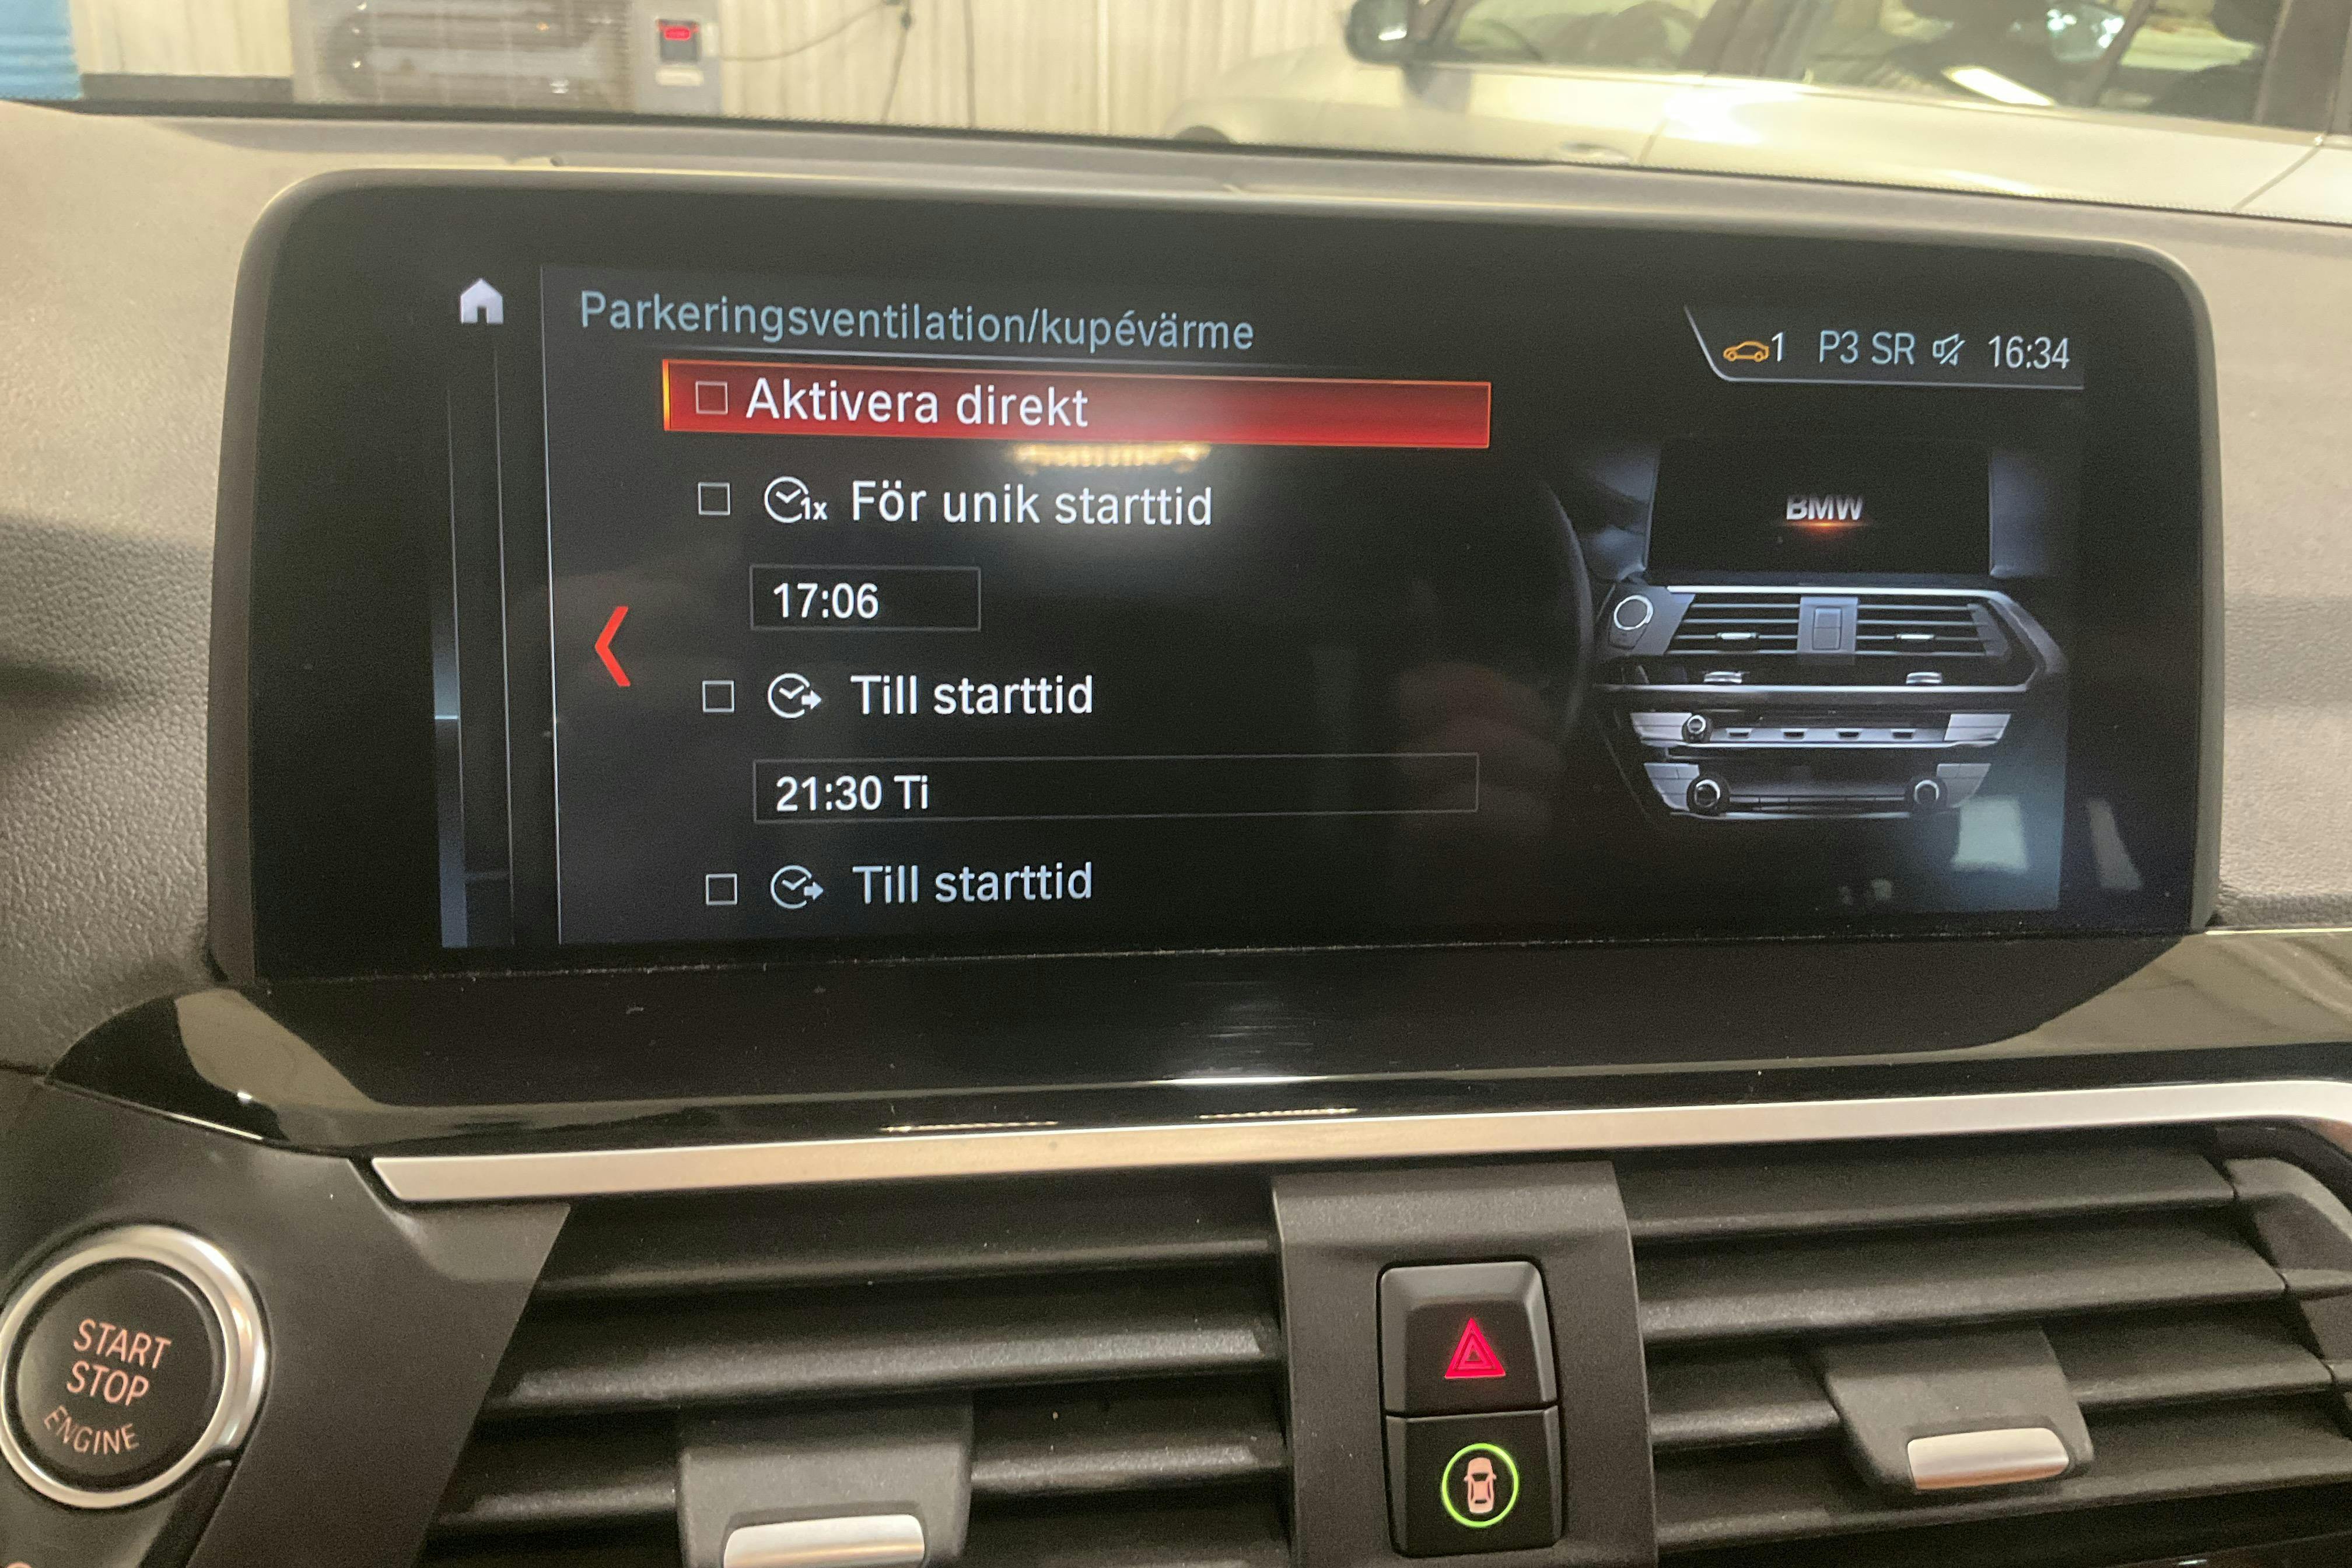 Parkeringsventilation/kupévärme
1 P3 SR 16:34
Aktivera direkt
1x För unik starttid
BMW
17:06
Till starttid
21:30 Ti
Till starttid
START
STOP
ENGINE